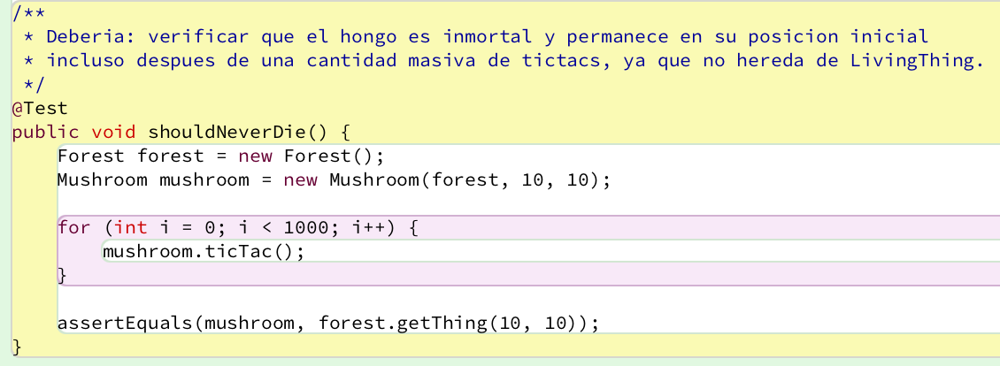 /**
 * Deberia: verificar que el hongo es inmortal y permanece en su posicion inicial
 * incluso despues de una cantidad masiva de tictacs, ya que no hereda de LivingThing.
 */
@Test
public void shouldNeverDie() {
    Forest forest = new Forest();
    Mushroom mushroom = new Mushroom(forest, 10, 10);

    for (int i = 0; i < 1000; i++) {
        mushroom.ticTac();
    }

    assertEquals(mushroom, forest.getThing(10, 10));
}